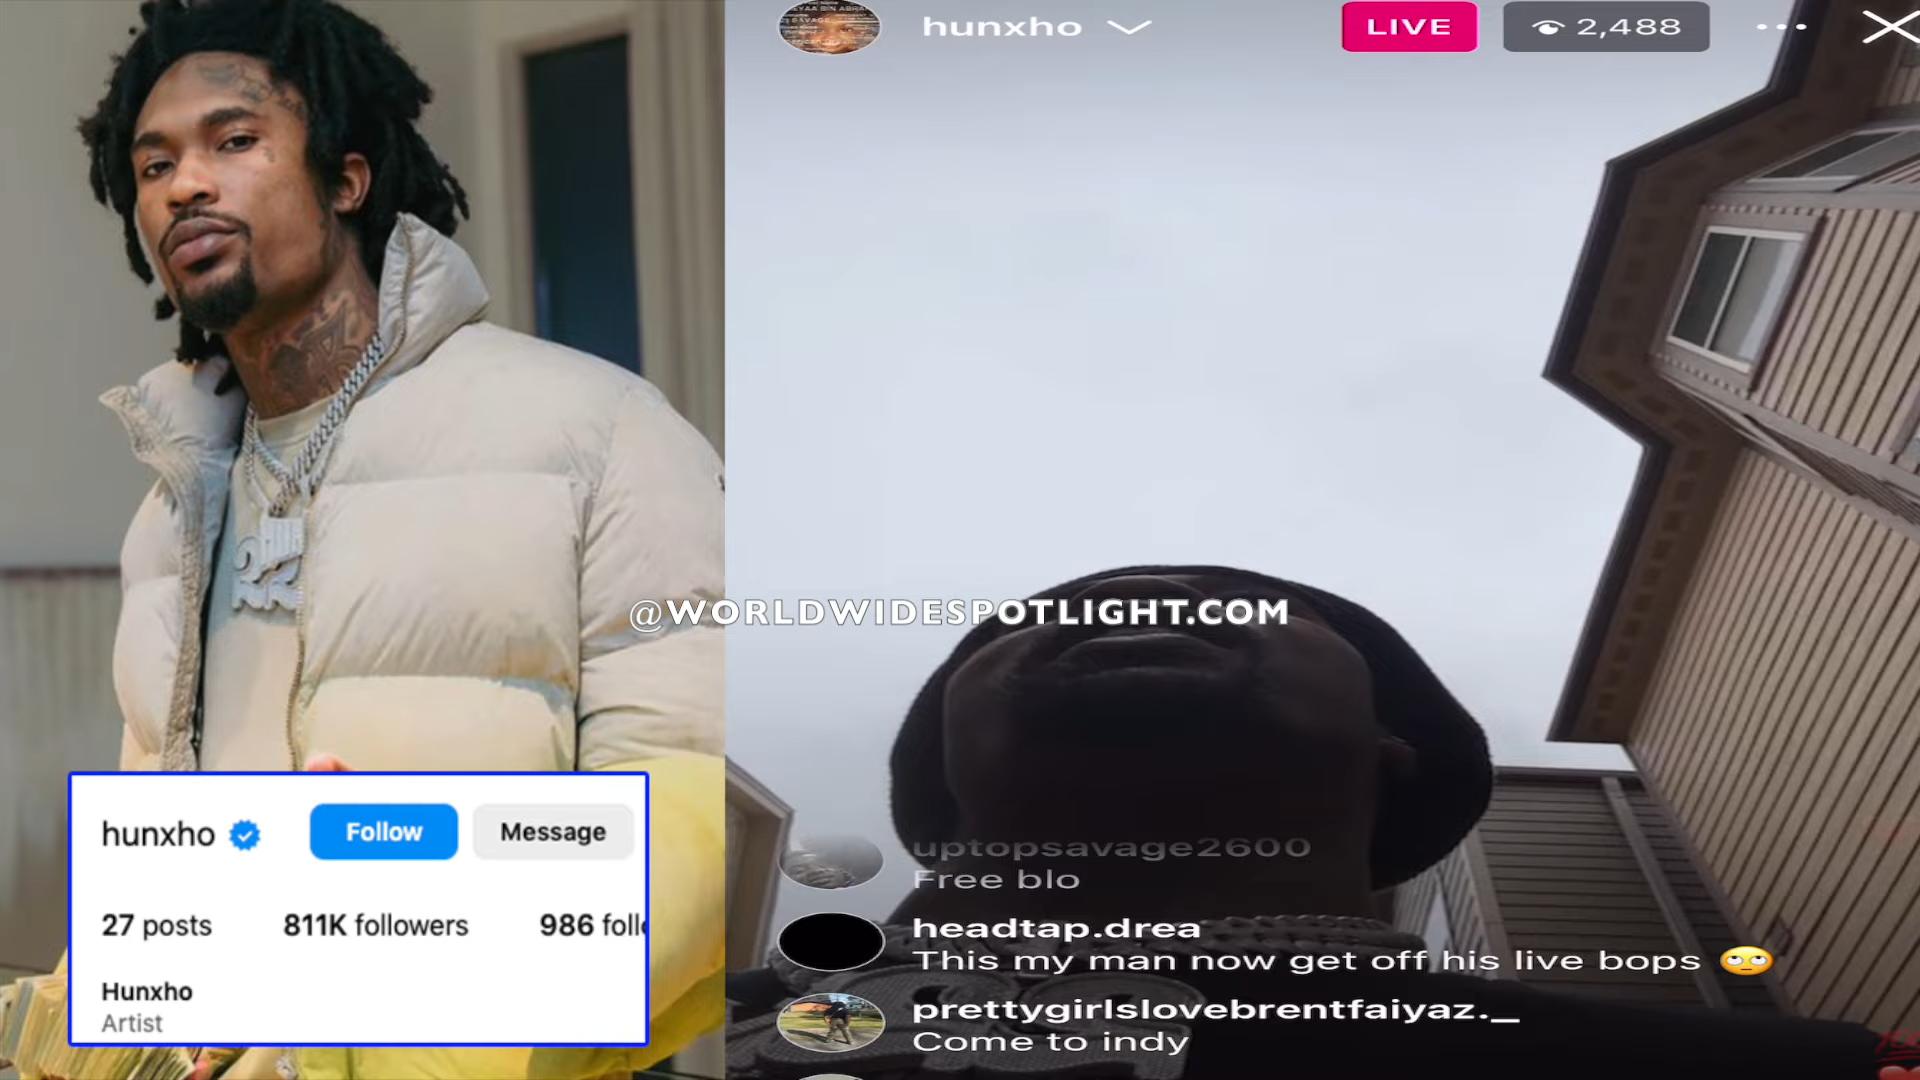 hunxho
LIVE
2,488
@WORLDWIDESPOTLIGHT.COM
uptopsavage2600
Free blo
headtap.drea
This my man now get off his live bops 🙄
prettygirlslovebrentfaiyaz._
Come to indy
hunxho
Follow
Message
27 posts
811K followers
986 foll
Hunxho
Artist